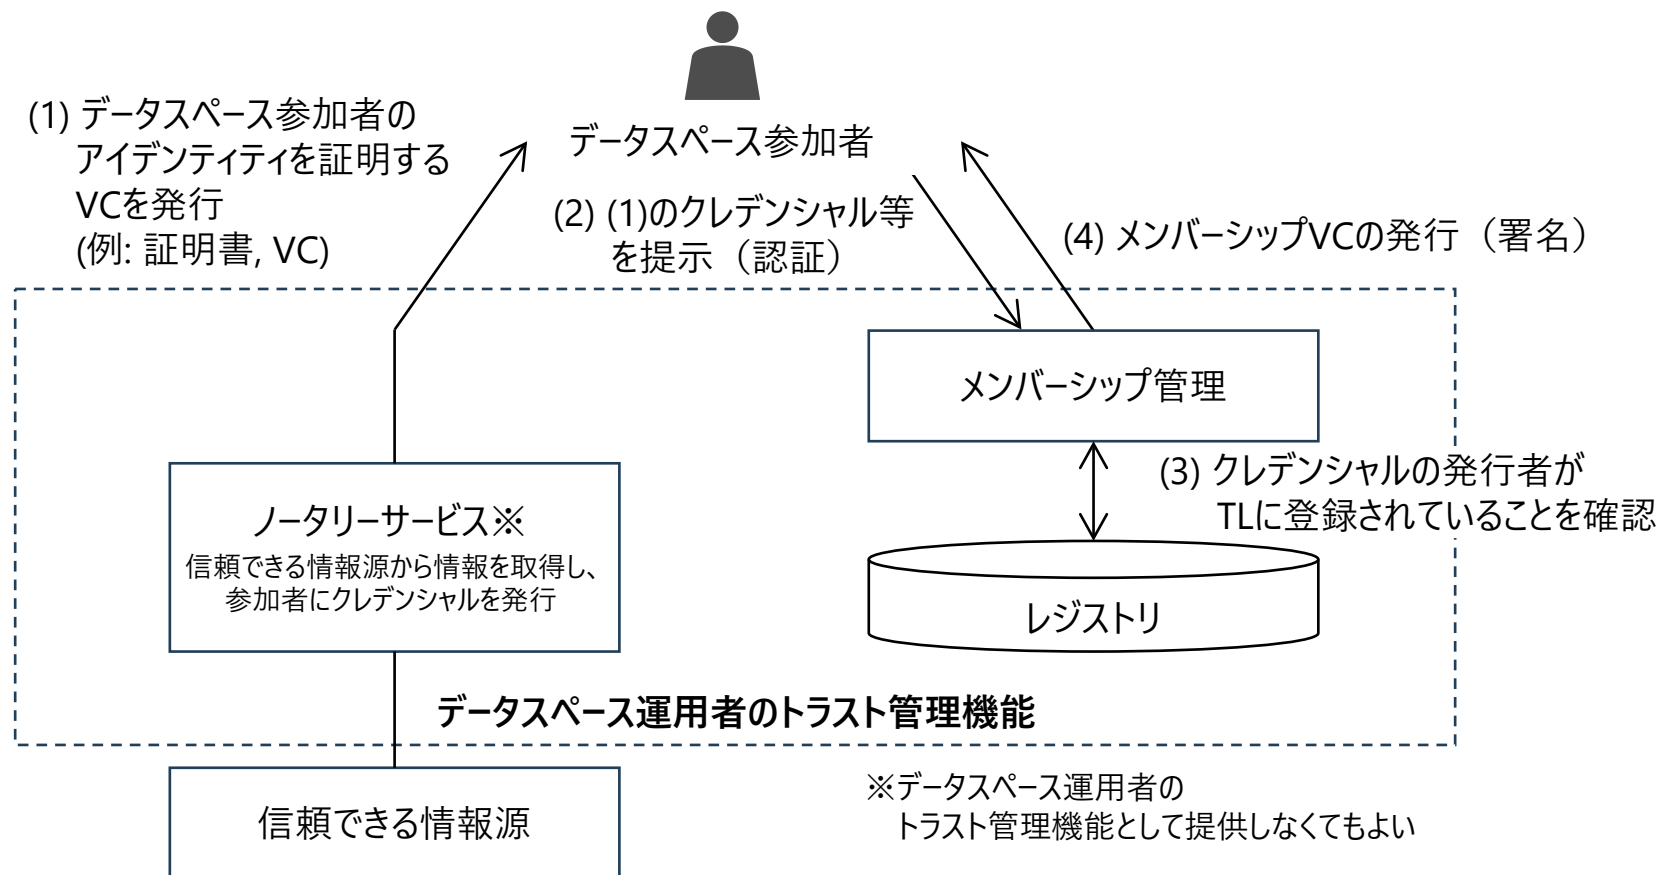 データスペース参加者
(1) データスペース参加者の
アイデンティティを証明する
VCを発行
(例: 証明書, VC)
(2) (1)のクレデンシャル等
を提示（認証）
(4) メンバーシップVCの発行（署名）
メンバーシップ管理
(3) クレデンシャルの発行者が
TLに登録されていることを確認
ノータリーサービス※
信頼できる情報源から情報を取得し、
参加者にクレデンシャルを発行
レジストリ
データスペース運用者のトラスト管理機能
信頼できる情報源
※データスペース運用者の
トラスト管理機能として提供しなくてもよい